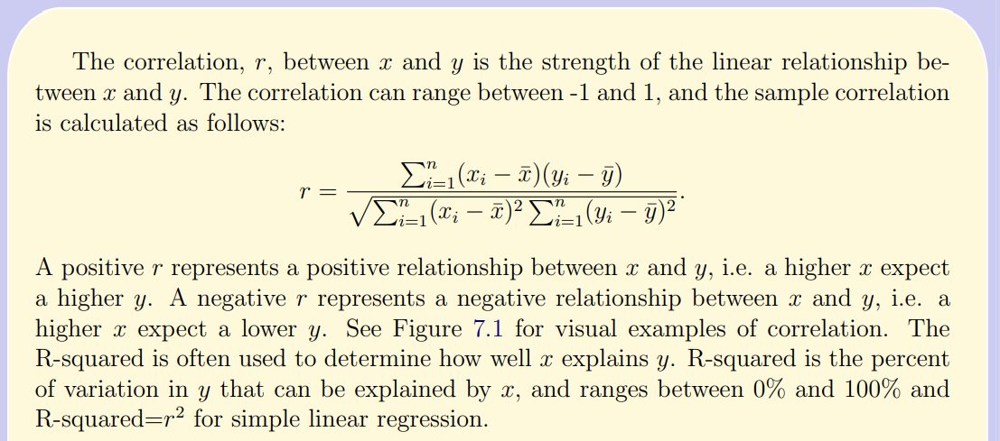 The correlation, r, between x and y is the strength of the linear relationship be-
tween x and y. The correlation can range between -1 and 1, and the sample correlation
is calculated as follows:
r = \frac{\sum_{i=1}^{n}(x_i - \bar{x})(y_i - \bar{y})}{\sqrt{\sum_{i=1}^{n}(x_i - \bar{x})^2 \sum_{i=1}^{n}(y_i - \bar{y})^2}}.
A positive r represents a positive relationship between x and y, i.e. a higher x expect
a higher y. A negative r represents a negative relationship between x and y, i.e. a
higher x expect a lower y. See Figure 7.1 for visual examples of correlation. The
R-squared is often used to determine how well x explains y. R-squared is the percent
of variation in y that can be explained by x, and ranges between 0% and 100% and
R-squared=r² for simple linear regression.